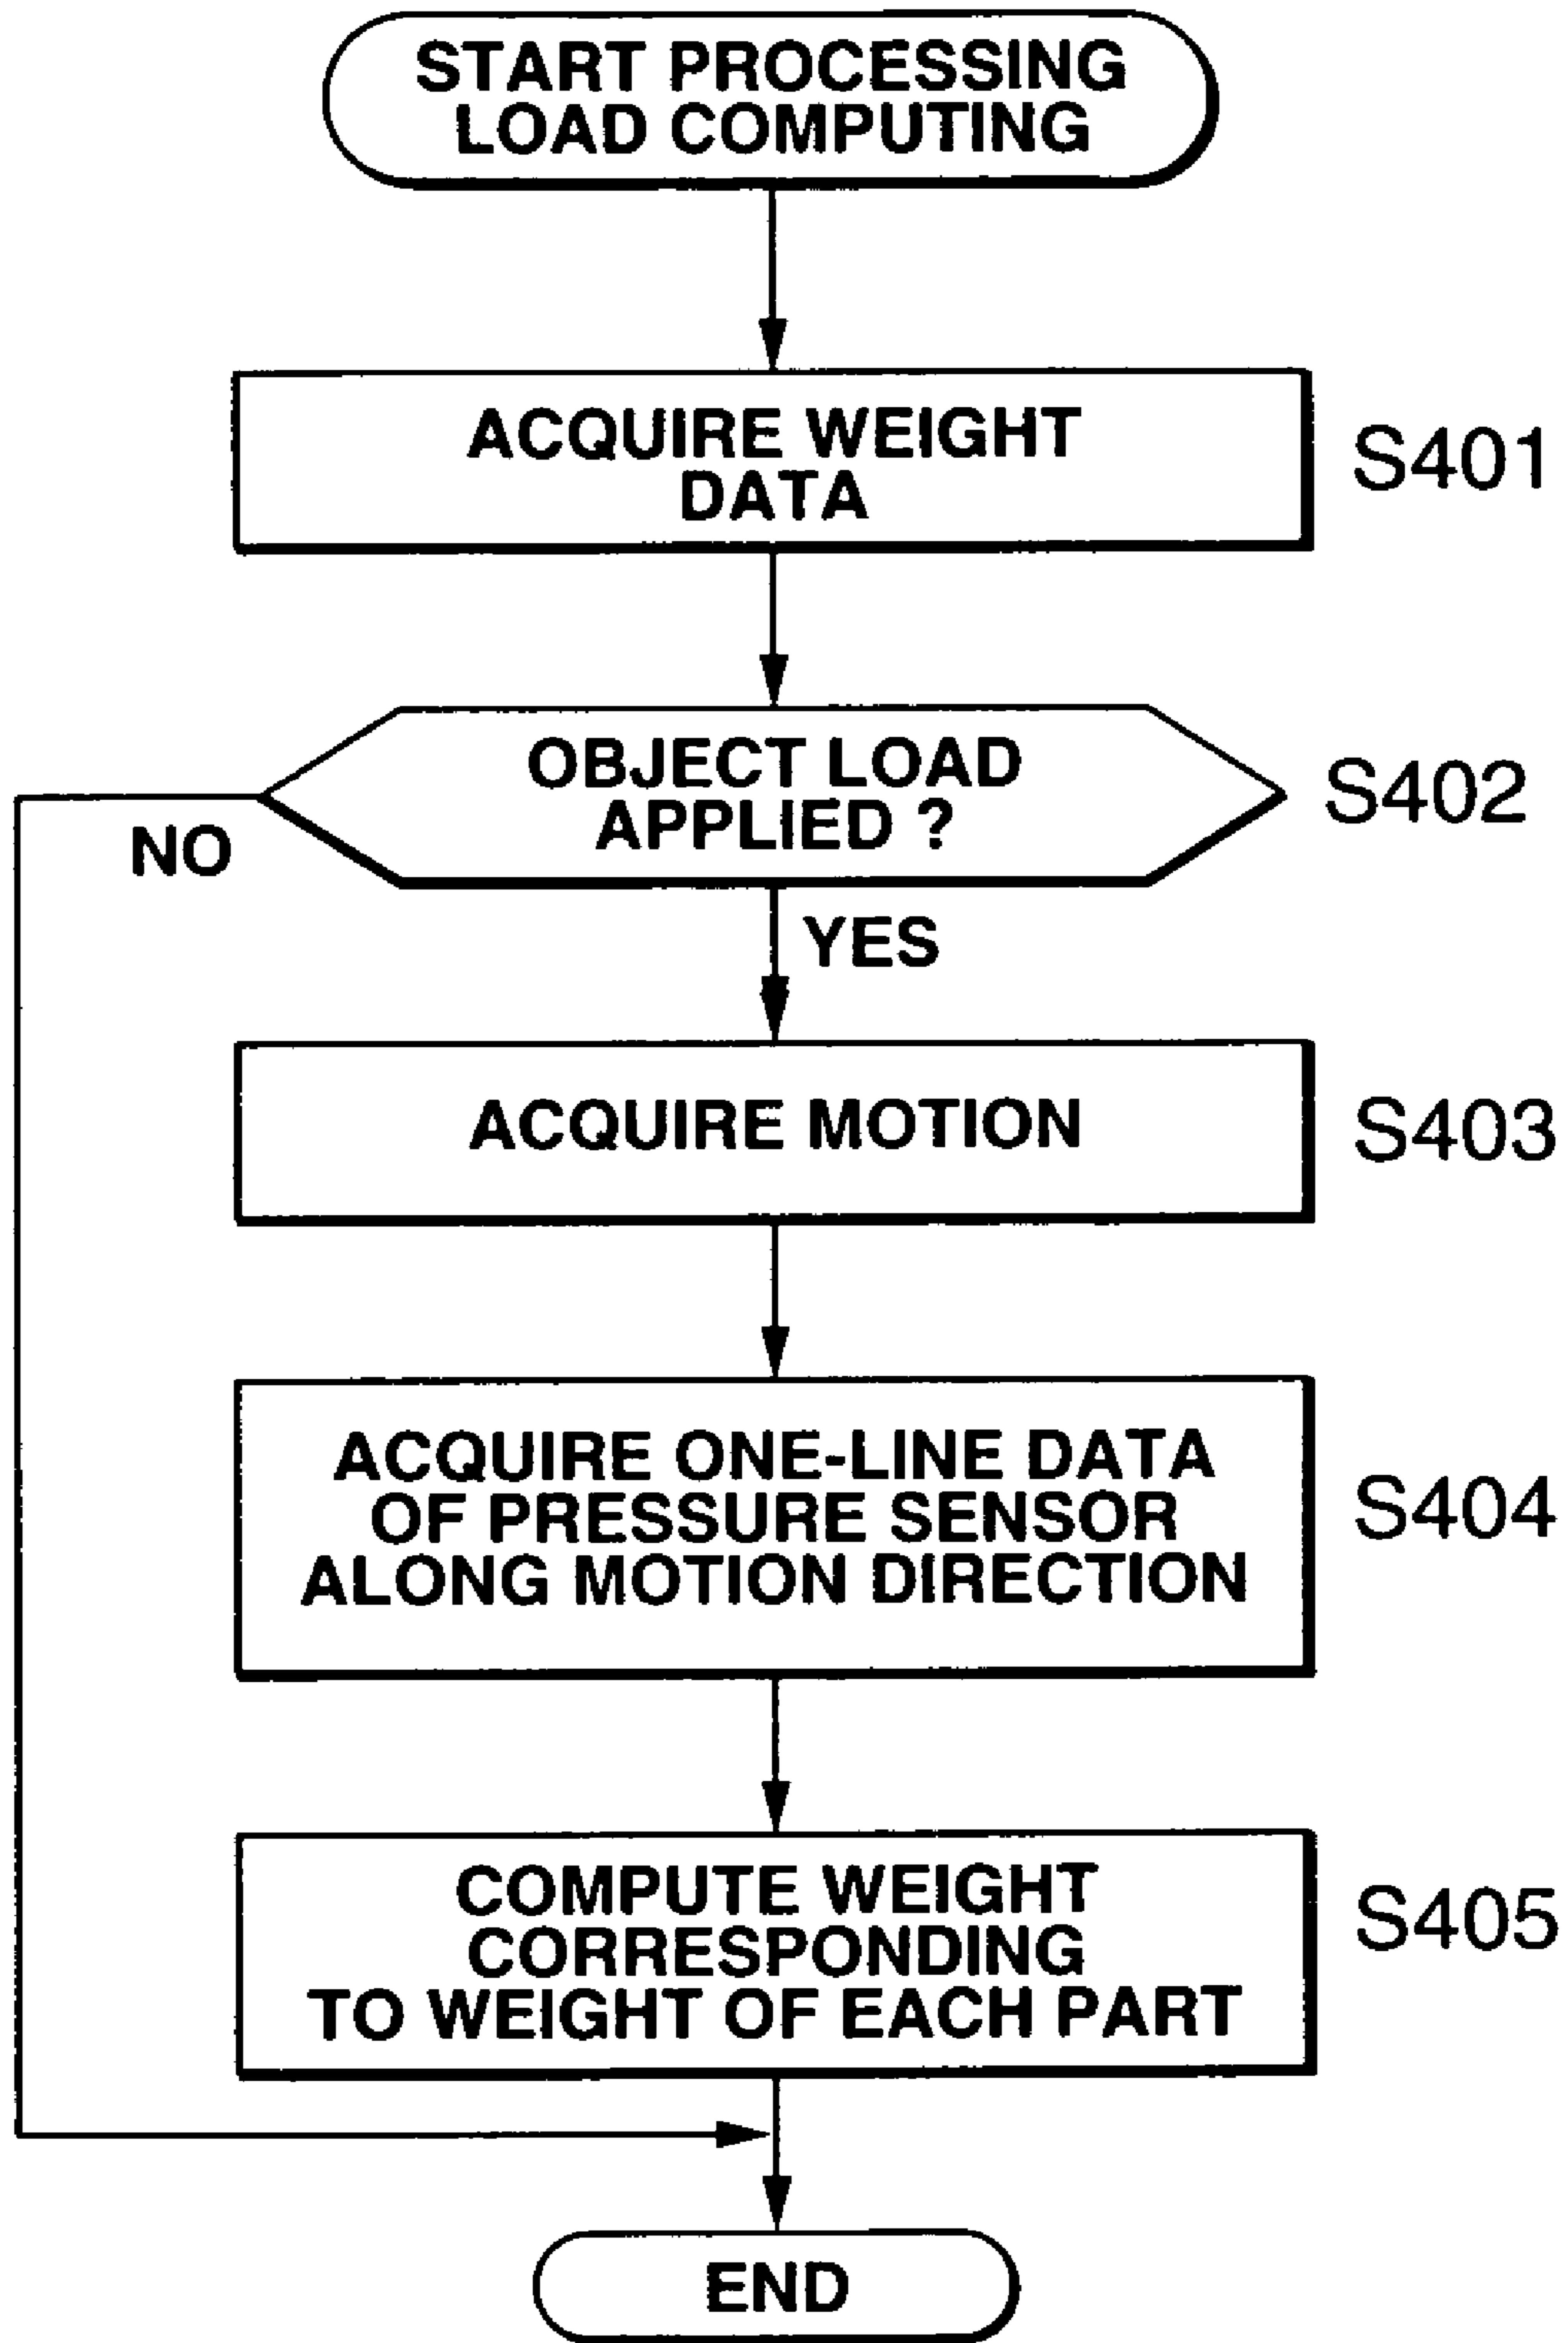 START PROCESSING
LOAD COMPUTING
ACQUIRE WEIGHT
DATA
S401
OBJECT LOAD
APPLIED ?
S402
NO
YES
ACQUIRE MOTION
S403
ACQUIRE ONE-LINE DATA
OF PRESSURE SENSOR
ALONG MOTION DIRECTION
S404
COMPUTE WEIGHT
CORRESPONDING
TO WEIGHT OF EACH PART
S405
END